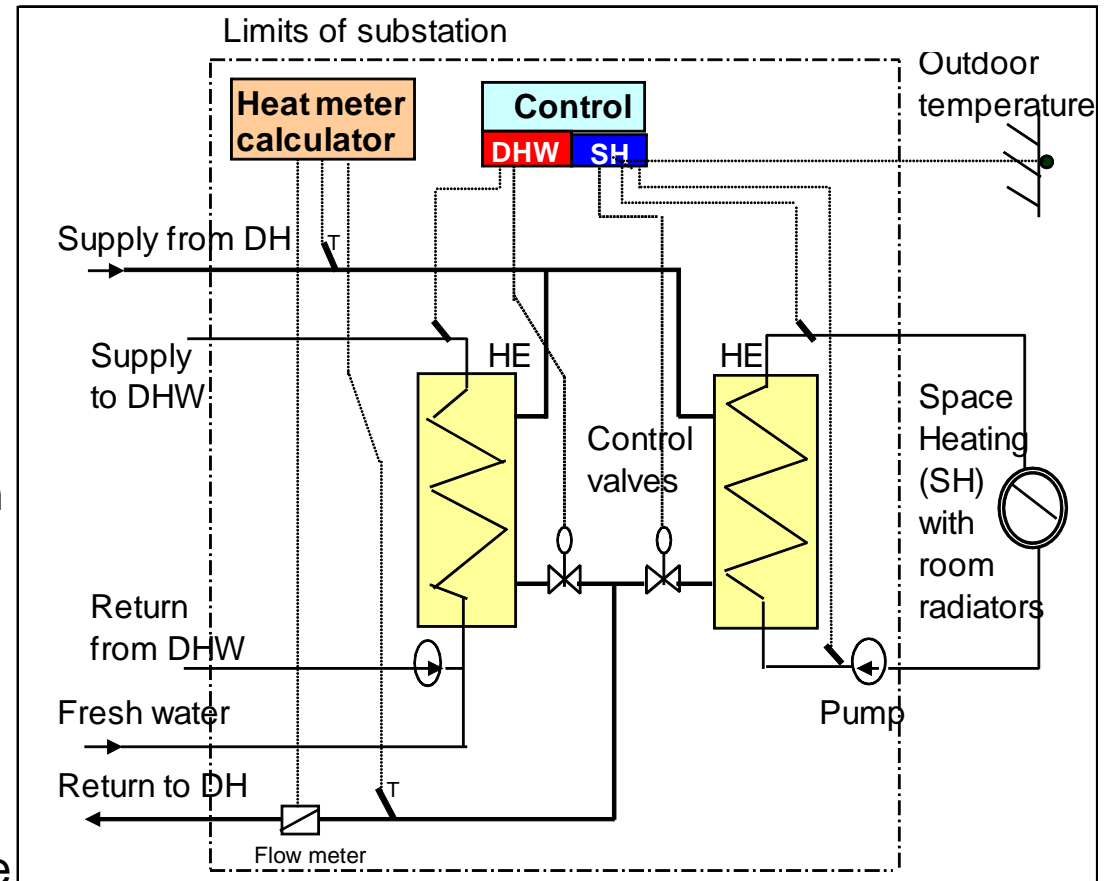 Limits of substation
Outdoor
temperature
Heat meter
calculator
Control
DHW
SH
Supply from DH
T
Supply
to DHW
HE
HE
Control
valves
Space
Heating
(SH)
with
room
radiators
Return
from DHW
Fresh water
Pump
Return to DH
T
Flow meter